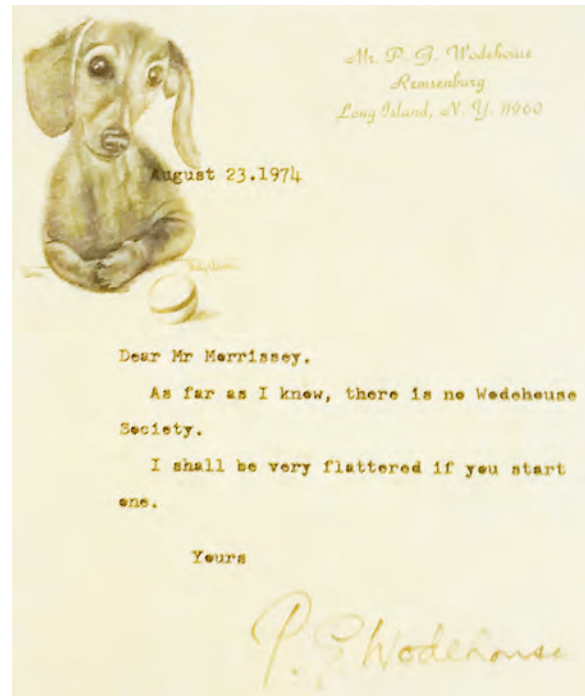 Mr. P. G. Wodehouse
Remsenburg
Long Island, N. Y. 11960
August 23.1974
Dear Mr Morrissey.
As far as I know, there is no Wodehouse
Society.
I shall be very flattered if you start
one.
Yours
P. G. Wodehouse